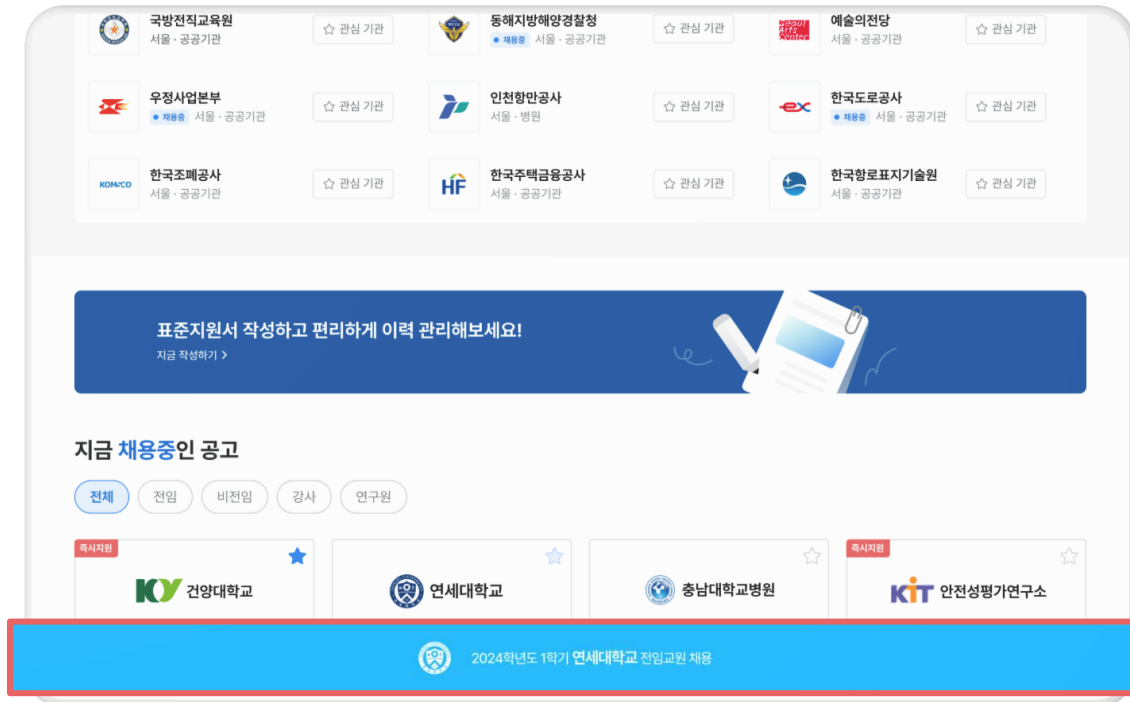 국방전직교육원
서울 · 공공기관
☆ 관심 기관
동해지방해양경찰청
• 채용중 서울 · 공공기관
☆ 관심 기관
Seoul
Arts
Center
예술의전당
서울 · 공공기관
☆ 관심 기관
우정사업본부
• 채용중 서울 · 공공기관
☆ 관심 기관
인천항만공사
서울 · 병원
☆ 관심 기관
ex
한국도로공사
• 채용중 서울 · 공공기관
☆ 관심 기관
KOMSCO
한국조폐공사
서울 · 공공기관
☆ 관심 기관
HF
한국주택금융공사
서울 · 공공기관
☆ 관심 기관
한국항로표지기술원
서울 · 공공기관
☆ 관심 기관
표준지원서 작성하고 편리하게 이력 관리해보세요!
지금 작성하기 >
지금 채용중인 공고
전체
전임
비전임
강사
연구원
즉시지원
KY 건양대학교
연세대학교
충남대학교병원
즉시지원
KIT 안전성평가연구소
2024학년도 1학기 연세대학교 전임교원 채용